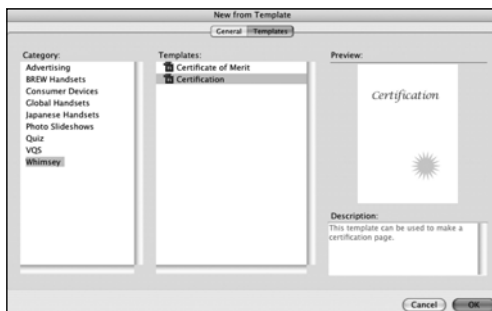 New from Template
General Templates
Category:
Advertising
BREW Handsets
Consumer Devices
Global Handsets
Japanese Handsets
Photo Slideshows
Quiz
VQS
Whimsey
Templates:
Certificate of Merit
Certification
Preview:
Certification
Description:
This template can be used to make a
certification page.
Cancel OK